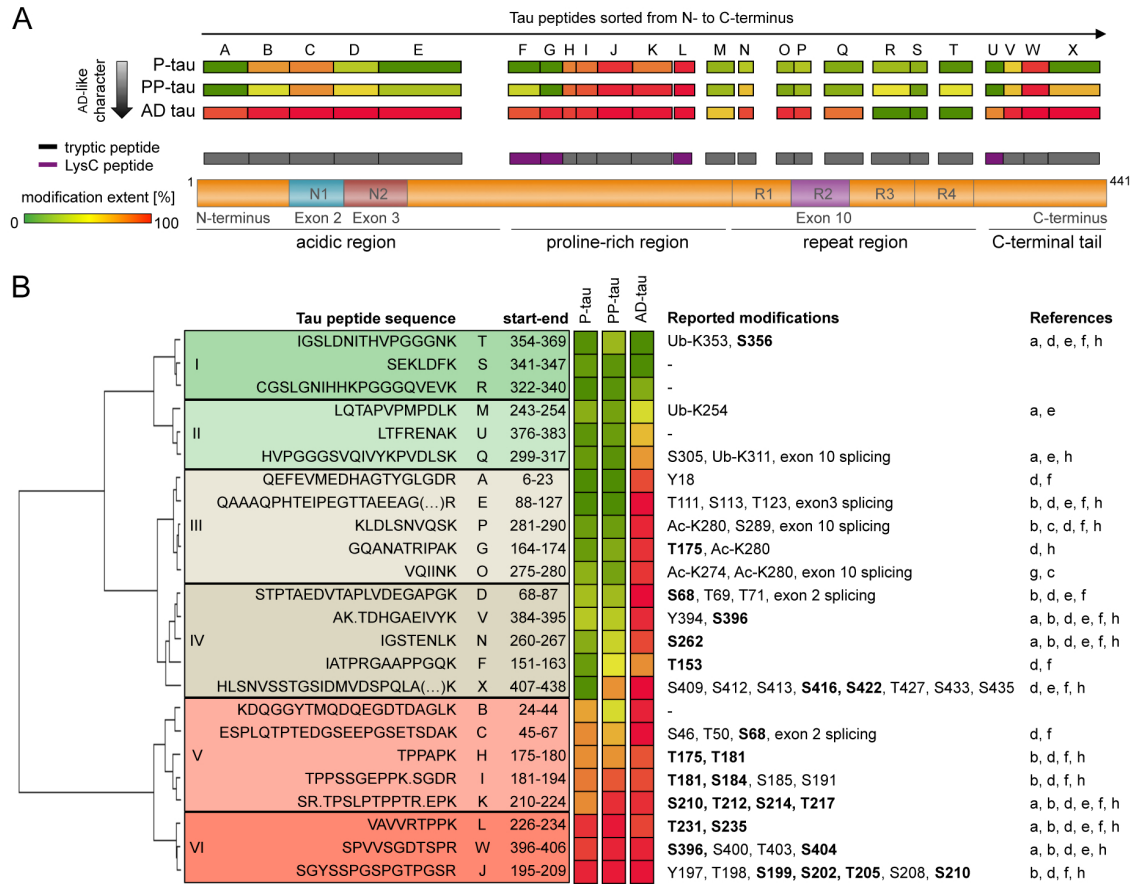 A
Tau peptides sorted from N- to C-terminus
A B C D E F G H I J K L M N O P Q R S T U V W X
AD-like character
P-tau
PP-tau
AD tau
tryptic peptide
LysC peptide
modification extent [%]
0 100
1 N1 N2 R1 R2 R3 R4 441
N-terminus Exon 2 Exon 3 Exon 10 C-terminus
acidic region proline-rich region repeat region C-terminal tail
B
P-tau PP-tau AD-tau
Tau peptide sequence start-end Reported modifications References
IGSLDNITHVPGGGNK T 354-369 Ub-K353, S356 a, d, e, f, h
I SEKLDFK S 341-347 -
CGSLGNIHHKPGGGQVEVK R 322-340 -
LQTAPVPMPDLK M 243-254 Ub-K254 a, e
II LTFRENAK U 376-383 -
HVPGGGSVQIVYKPVDLSK Q 299-317 S305, Ub-K311, exon 10 splicing a, e, h
QEFEVMEDHAGTYGLGDR A 6-23 Y18 d, f
QAAAQPHTEIPEGTTAEEAG(...)R E 88-127 T111, S113, T123, exon3 splicing b, d, e, f, h
III KLDLSNVQSK P 281-290 Ac-K280, S289, exon 10 splicing b, c, d, f, h
GQANATRIPAK G 164-174 T175, Ac-K280 d, h
VQIINK O 275-280 Ac-K274, Ac-K280, exon 10 splicing g, c
STPTAEDVTAPLVDEGAPGK D 68-87 S68, T69, T71, exon 2 splicing b, d, e, f
AK.TDHGAEIVYK V 384-395 Y394, S396 a, b, d, e, f, h
IV IGSTENLK N 260-267 S262 a, b, d, e, f, h
IATPRGAAPPGQK F 151-163 T153 d, f
HLSNVSSTGSIDMVDSPQLA(...)K X 407-438 S409, S412, S413, S416, S422, T427, S433, S435 d, e, f, h
KDQGGYTMQDQEGDTDAGLK B 24-44 -
ESPLQTPTEDGSEEPGSETSDAK C 45-67 S46, T50, S68, exon 2 splicing d, f
V TPPAPK H 175-180 T175, T181 b, d, f, h
TPPSSGEPPK.SGDR I 181-194 T181, S184, S185, S191 b, d, f, h
SR.TPSLPTPPTR.EPK K 210-224 S210, T212, S214, T217 a, b, d, e, f, h
VAVVRTPPK L 226-234 T231, S235 a, b, d, e, f, h
VI SPVVSGDTSPR W 396-406 S396, S400, T403, S404 a, b, d, e, h
SGYSSPGSPGTPGSR J 195-209 Y197, T198, S199, S202, T205, S208, S210 b, d, f, h